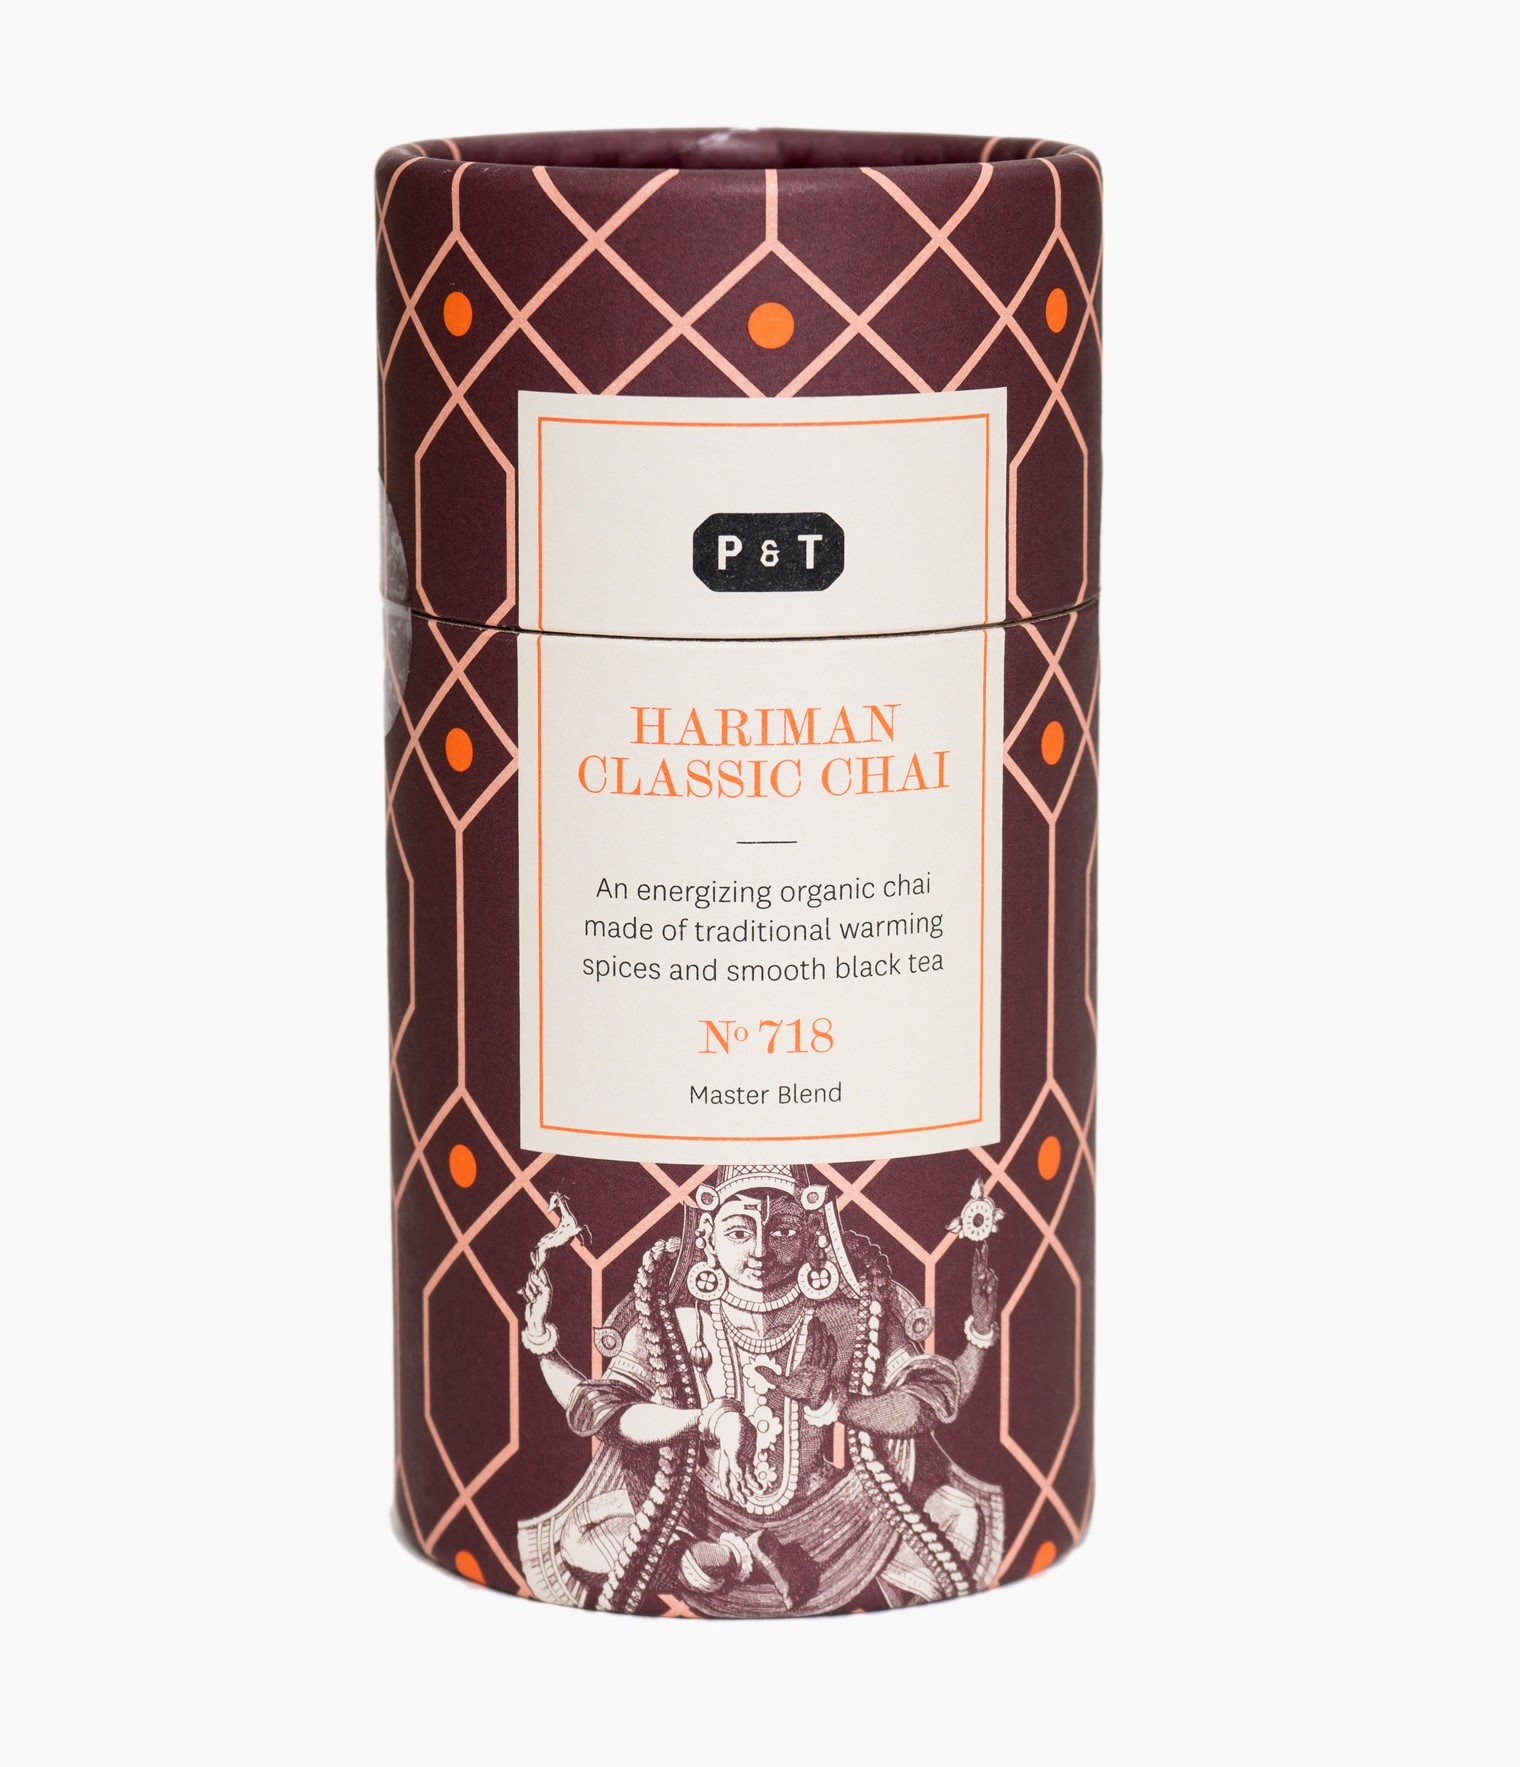 P & T
HARIMAN
CLASSIC CHAI
An energizing organic chai
made of traditional warming
spices and smooth black tea
Nº 718
Master Blend